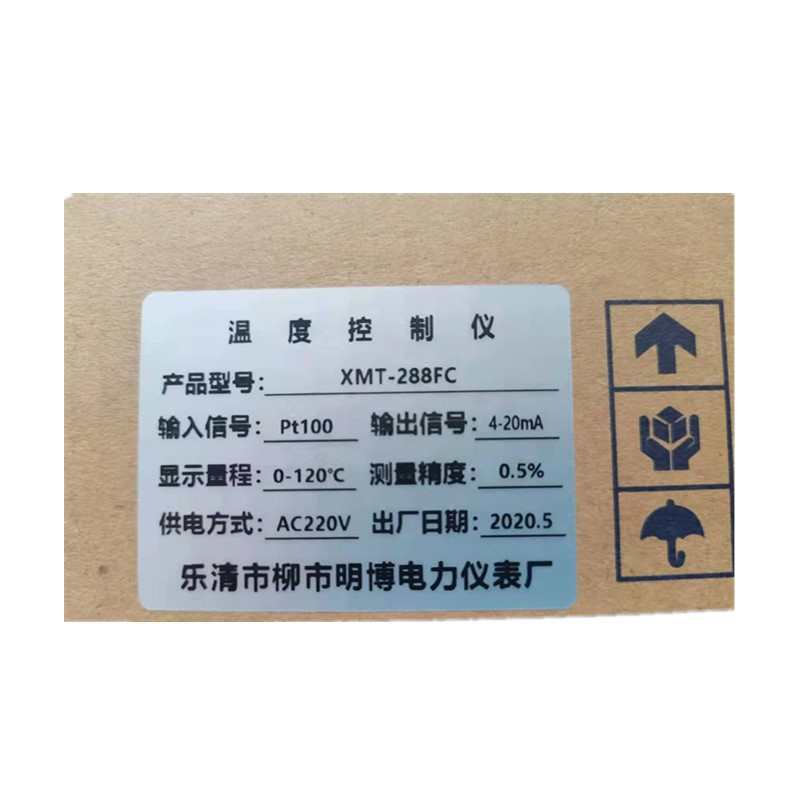 温度控制仪
产品型号： XMT-288FC
输入信号： Pt100 输出信号： 4-20mA
显示量程： 0-120℃ 测量精度： 0.5%
供电方式： AC220V 出厂日期： 2020.5
乐清市柳市明博电力仪表厂